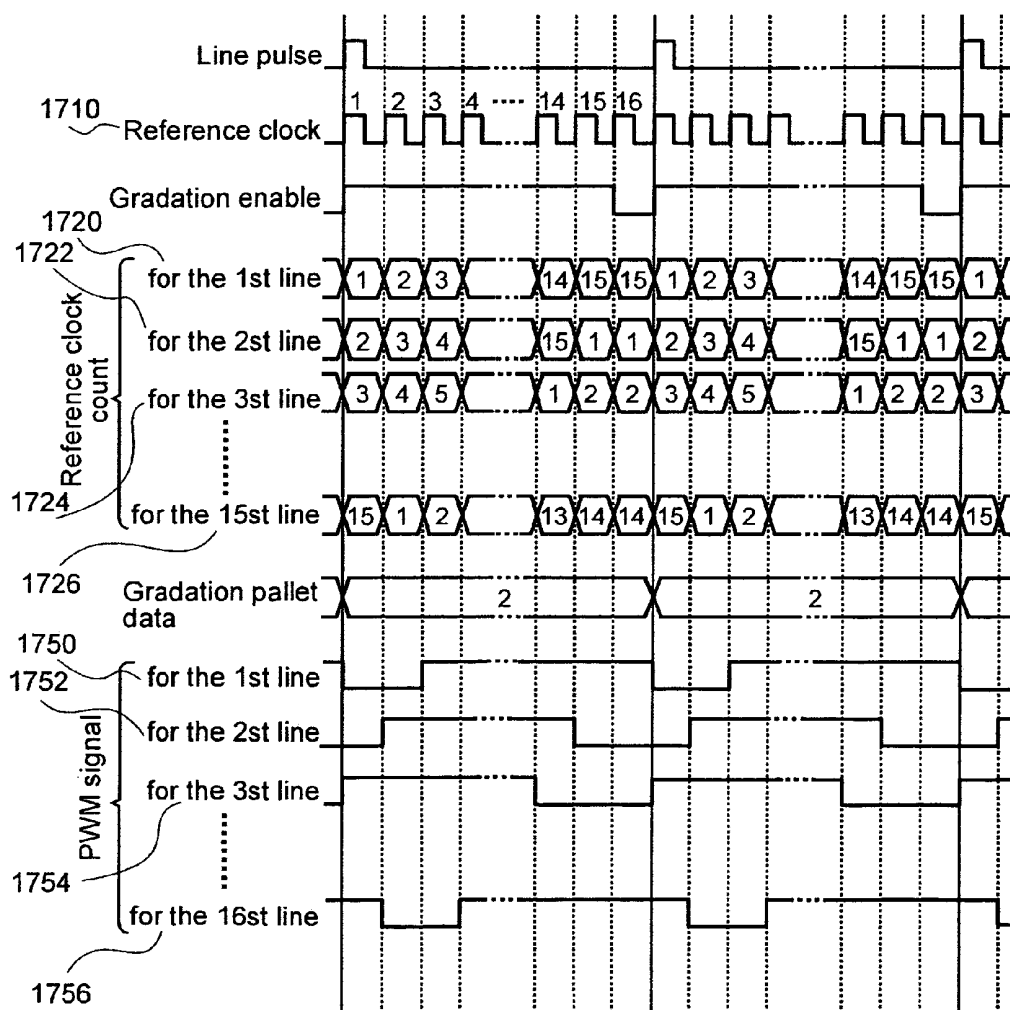 Line pulse
1 2 3 4 ···· 14 15 16
1710
Reference clock
Gradation enable
1720
1722
Reference clock count
for the 1st line
1 2 3 14 15 15 1 2 3 14 15 15 1
for the 2st line
2 3 4 15 1 1 2 3 4 15 1 1 2
for the 3st line
3 4 5 1 2 2 3 4 5 1 2 2 3
1724
for the 15st line
15 1 2 13 14 14 15 1 2 13 14 14 15
1726
Gradation pallet
data
2 2
1750
1752
PWM signal
for the 1st line
for the 2st line
for the 3st line
1754
for the 16st line
1756